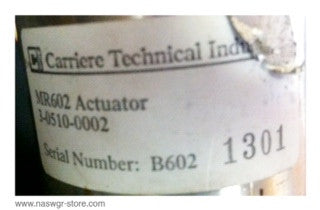 Carriere Technical Indu
MR602 Actuator
3-0510-0002
Serial Number: B602 1301
www.naswgr-store.com